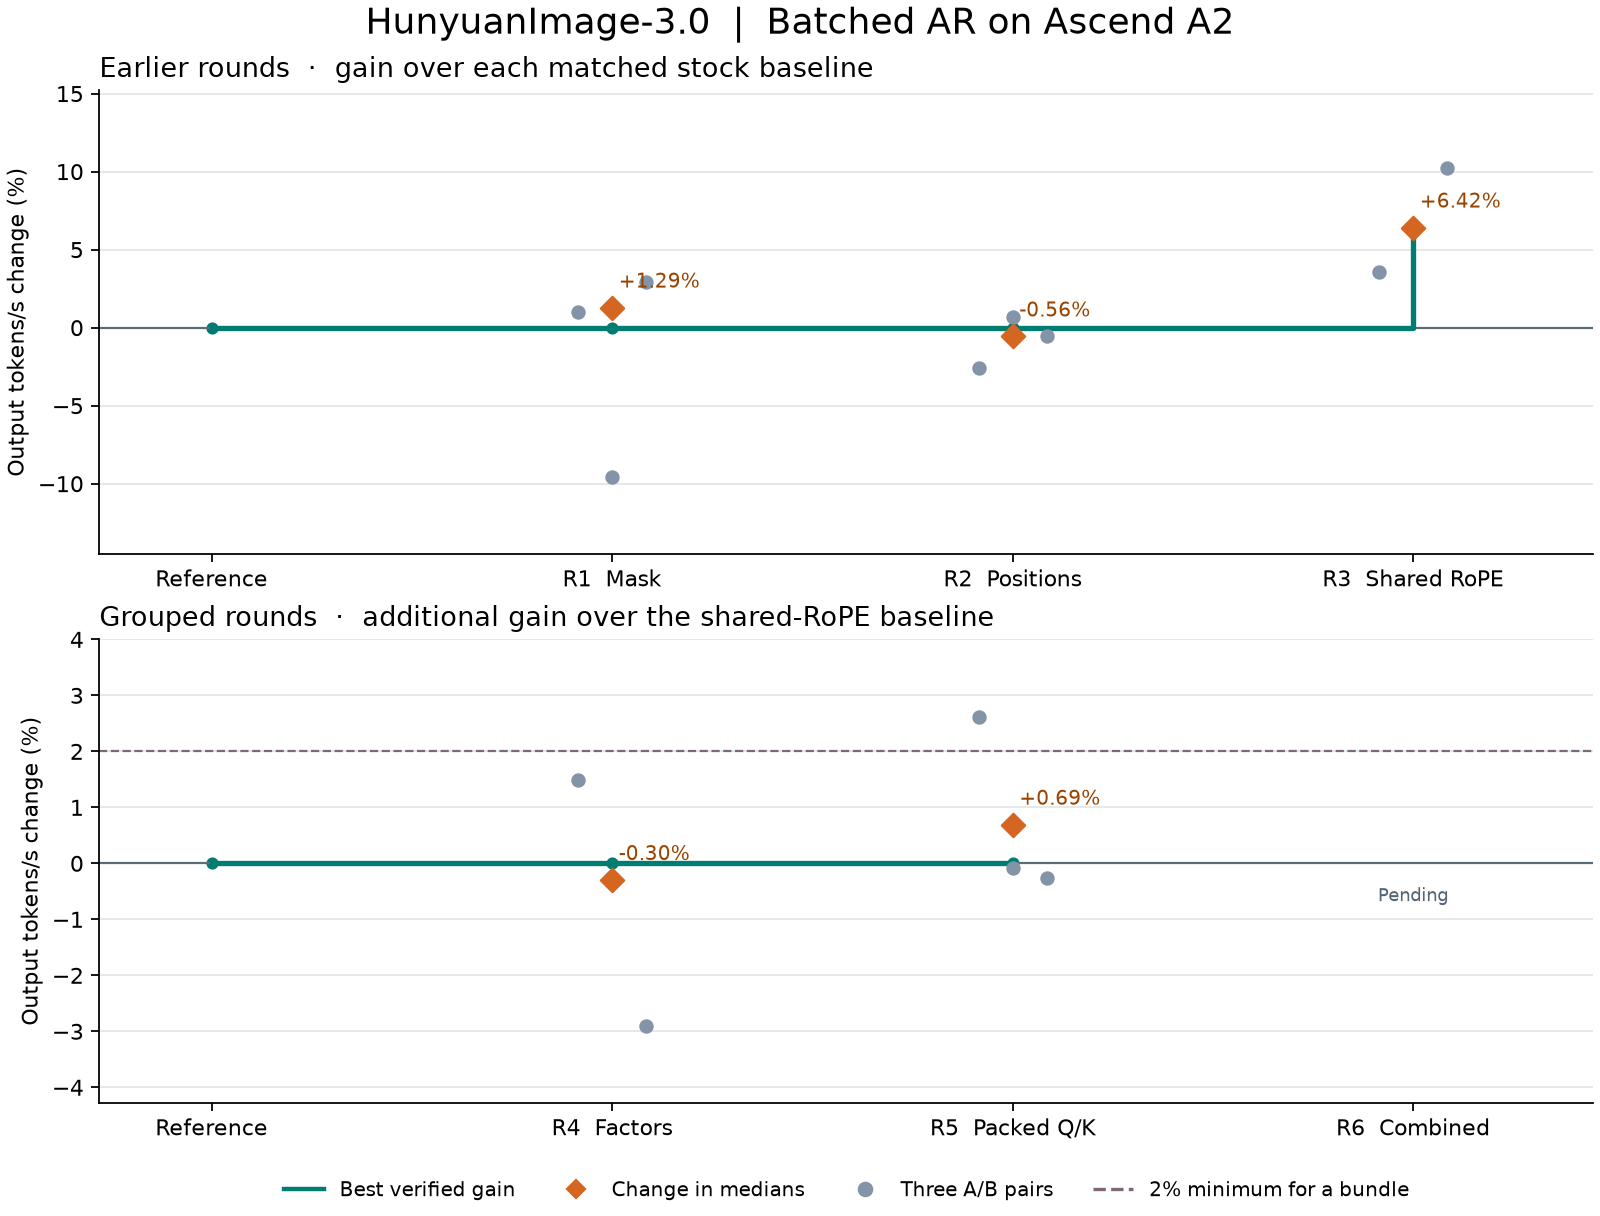 HunyuanImage-3.0 | Batched AR on Ascend A2
Earlier rounds · gain over each matched stock baseline
Output tokens/s change (%)
15
10
5
0
−5
−10
+1.29%
-0.56%
+6.42%
Reference
R1 Mask
R2 Positions
R3 Shared RoPE
Grouped rounds · additional gain over the shared-RoPE baseline
Output tokens/s change (%)
4
3
2
1
0
−1
−2
−3
−4
-0.30%
+0.69%
Pending
Reference
R4 Factors
R5 Packed Q/K
R6 Combined
Best verified gain
Change in medians
Three A/B pairs
2% minimum for a bundle